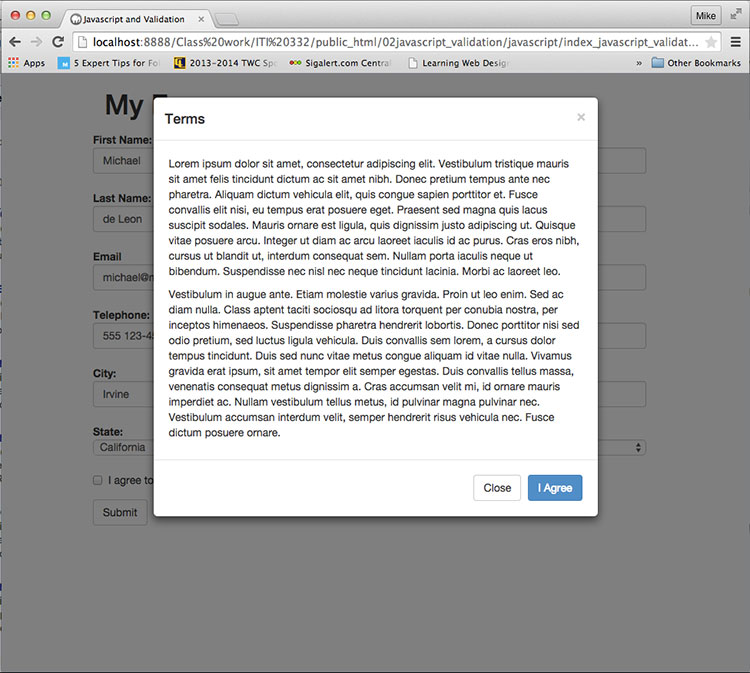 Javascript and Validation
Mike
localhost:8888/Class%20work/ITI%20332/public_html/02javascript_validation/javascript/index_javascript_validat...
Apps
5 Expert Tips for Fo
2013-2014 TWC Sp
Sigalert.com Central
Learning Web Desig
» Other Bookmarks
My
Terms ×
First Name:
Michael
Last Name:
de Leon
Email
michael@
Telephone:
555 123-4
City:
Irvine
State:
California
I agree to
Submit
Lorem ipsum dolor sit amet, consectetur adipiscing elit. Vestibulum tristique mauris
sit amet felis tincidunt dictum ac sit amet nibh. Donec pretium tempus ante nec
pharetra. Aliquam dictum vehicula elit, quis congue sapien porttitor et. Fusce
convallis elit nisi, eu tempus erat posuere eget. Praesent sed magna quis lacus
suscipit sodales. Mauris ornare est ligula, quis dignissim justo adipiscing ut. Quisque
vitae posuere arcu. Integer ut diam ac arcu laoreet iaculis id ac purus. Cras eros nibh,
cursus ut blandit ut, interdum consequat sem. Nullam porta iaculis neque ut
bibendum. Suspendisse nec nisl nec neque tincidunt lacinia. Morbi ac laoreet leo.
Vestibulum in augue ante. Etiam molestie varius gravida. Proin ut leo enim. Sed ac
diam nulla. Class aptent taciti sociosqu ad litora torquent per conubia nostra, per
inceptos himenaeos. Suspendisse pharetra hendrerit lobortis. Donec porttitor nisi sed
odio pretium, sed luctus ligula vehicula. Duis convallis sem lorem, a cursus dolor
tempus tincidunt. Duis sed nunc vitae metus congue aliquam id vitae nulla. Vivamus
gravida erat ipsum, sit amet tempor elit semper egestas. Duis convallis tellus massa,
venenatis consequat metus dignissim a. Cras accumsan velit mi, id ornare mauris
imperdiet ac. Nullam vestibulum tellus metus, id pulvinar magna pulvinar nec.
Vestibulum accumsan interdum velit, semper hendrerit risus vehicula nec. Fusce
dictum posuere ornare.
Close
I Agree